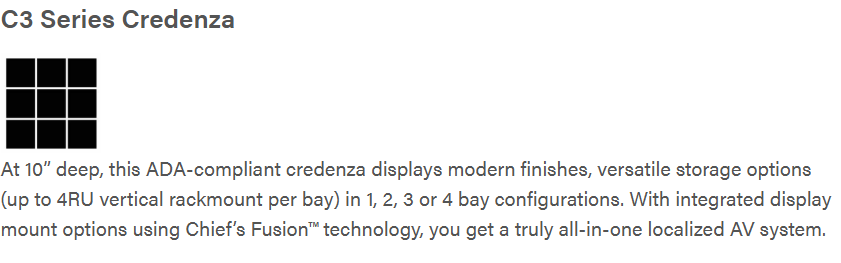 C3 Series Credenza
At 10” deep, this ADA-compliant credenza displays modern finishes, versatile storage options
(up to 4RU vertical rackmount per bay) in 1, 2, 3 or 4 bay configurations. With integrated display
mount options using Chief’s Fusion™ technology, you get a truly all-in-one localized AV system.